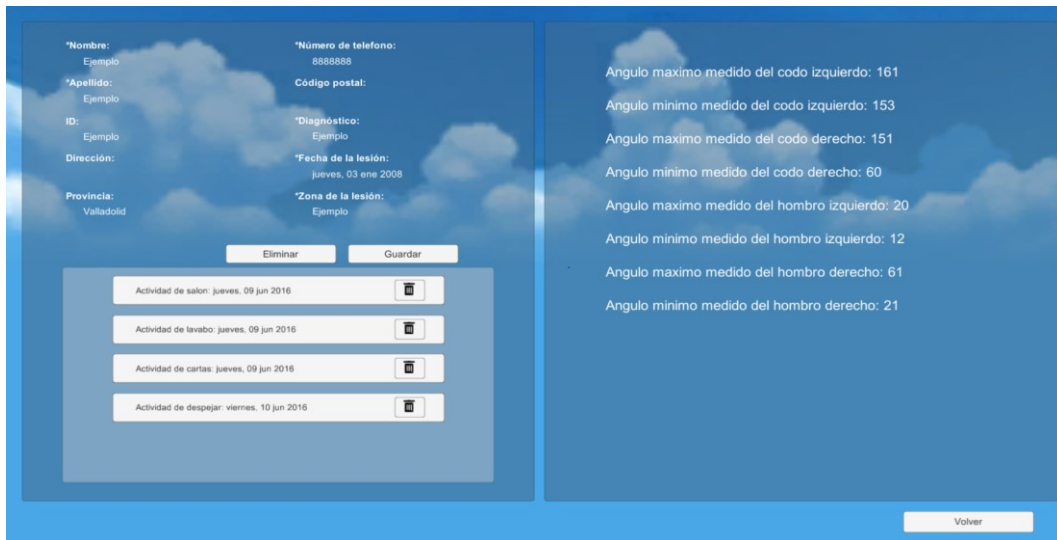 *Nombre:
Ejemplo
*Apellido:
Ejemplo
ID:
Ejemplo
Dirección:
Provincia:
Valladolid
*Número de telefono:
8888888
Código postal:
*Diagnóstico:
Ejemplo
*Fecha de la lesión:
jueves, 03 ene 2008
*Zona de la lesión:
Ejemplo
Eliminar
Guardar
Actividad de salon: jueves, 09 jun 2016
Actividad de lavabo: jueves, 09 jun 2016
Actividad de cartas: jueves, 09 jun 2016
Actividad de despejar: viernes, 10 jun 2016
Angulo maximo medido del codo izquierdo: 161
Angulo minimo medido del codo izquierdo: 153
Angulo maximo medido del codo derecho: 151
Angulo minimo medido del codo derecho: 60
Angulo maximo medido del hombro izquierdo: 20
Angulo minimo medido del hombro izquierdo: 12
Angulo maximo medido del hombro derecho: 61
Angulo minimo medido del hombro derecho: 21
Volver